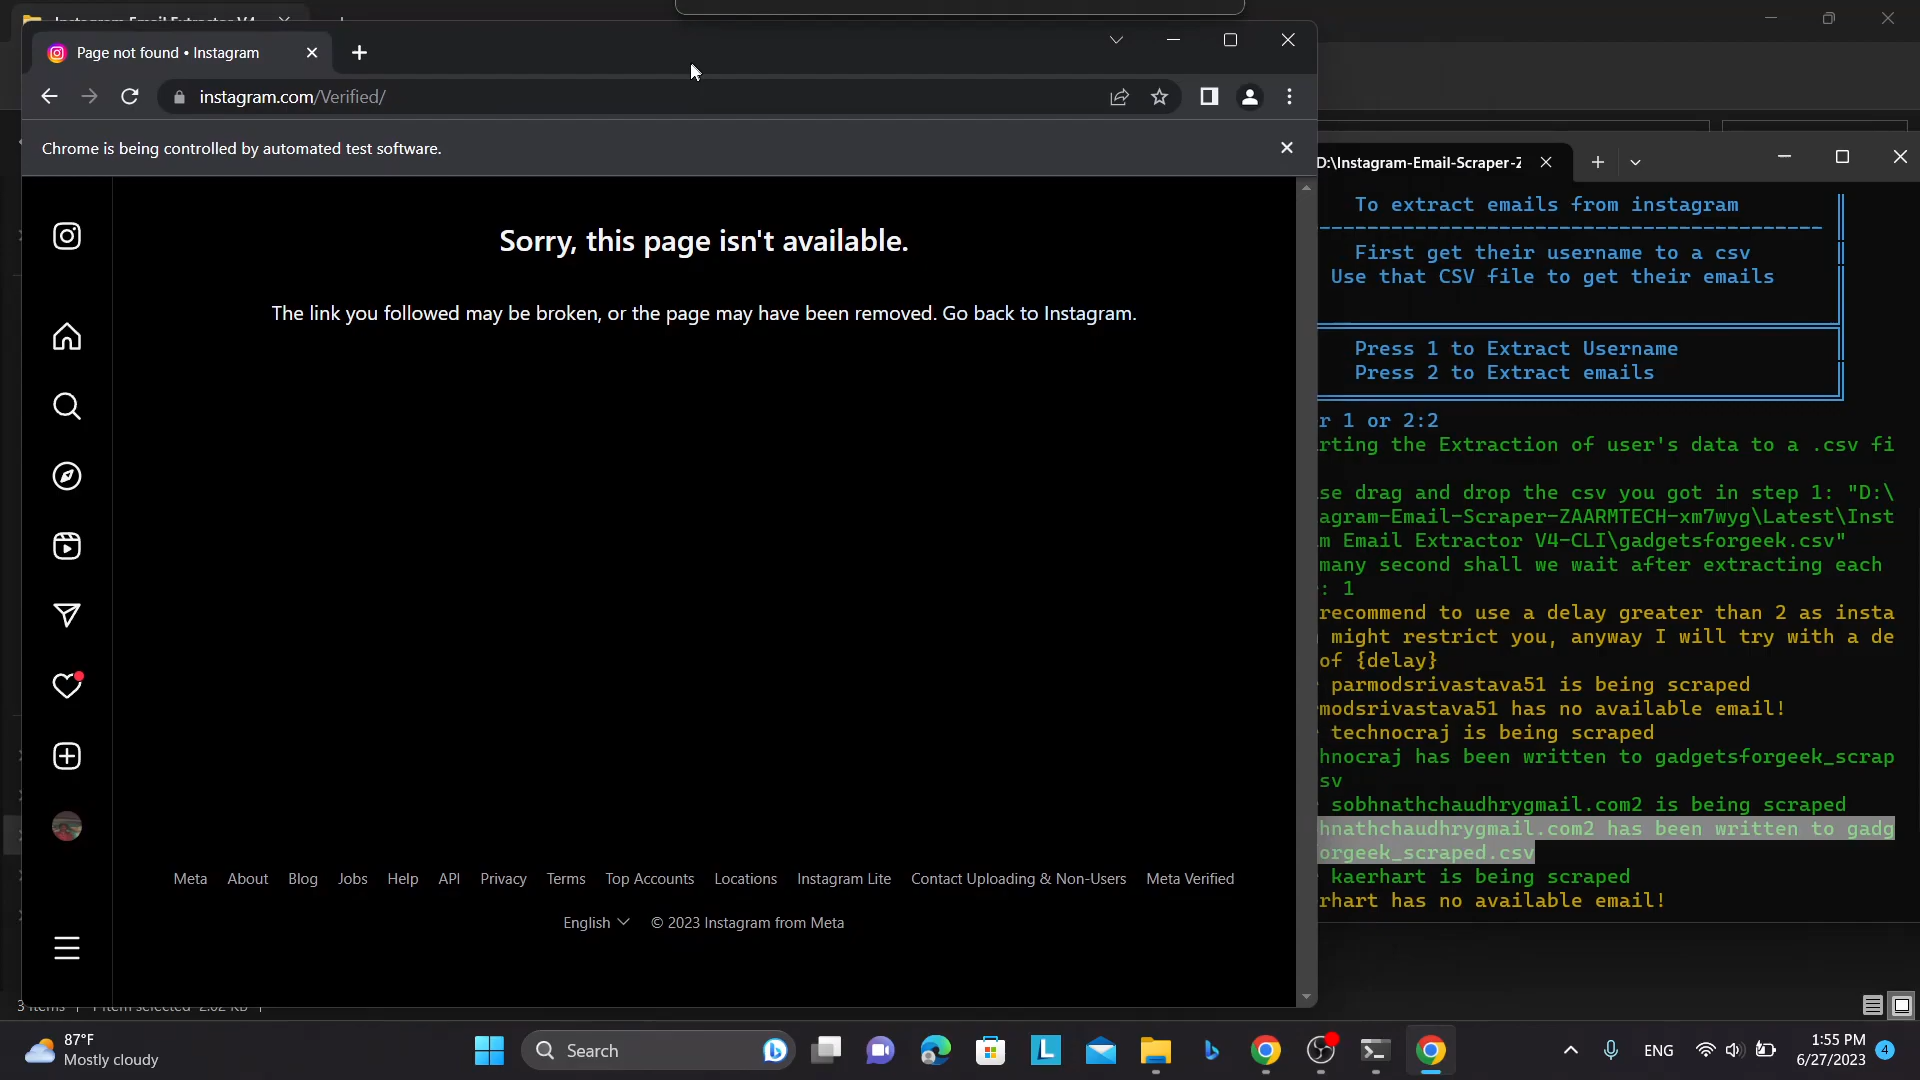 Page not found • Instagram
instagram.com/Verified/
Chrome is being controlled by automated test software.
Sorry, this page isn't available.
The link you followed may be broken, or the page may have been removed. Go back to Instagram.
Meta About Blog Jobs Help API Privacy Terms Top Accounts Locations Instagram Lite Contact Uploading & Non-Users Meta Verified
English © 2023 Instagram from Meta
D:\Instagram-Email-Scraper-Z
To extract emails from instagram
First get their username to a csv
Use that CSV file to get their emails
Press 1 to Extract Username
Press 2 to Extract emails
r 1 or 2:2
rting the Extraction of user's data to a .csv fi
se drag and drop the csv you got in step 1: "D:\
agram-Email-Scraper-ZAARMTECH-xm7wyg\Latest\Inst
m Email Extractor V4-CLI\gadgetsforgeek.csv"
many second shall we wait after extracting each
: 1
recommend to use a delay greater than 2 as insta
might restrict you, anyway I will try with a de
of {delay}
parmodsrivastava51 is being scraped
modsrivastava51 has no available email!
technocraj is being scraped
hnocraj has been written to gadgetsforgeek_scrap
sv
sobhnathchaudhrygmail.com2 is being scraped
hnathchaudhrygmail.com2 has been written to gadg
orgeek_scraped.csv
kaerhart is being scraped
rhart has no available email!
87°F
Mostly cloudy
Search
ENG
1:55 PM
6/27/2023
4